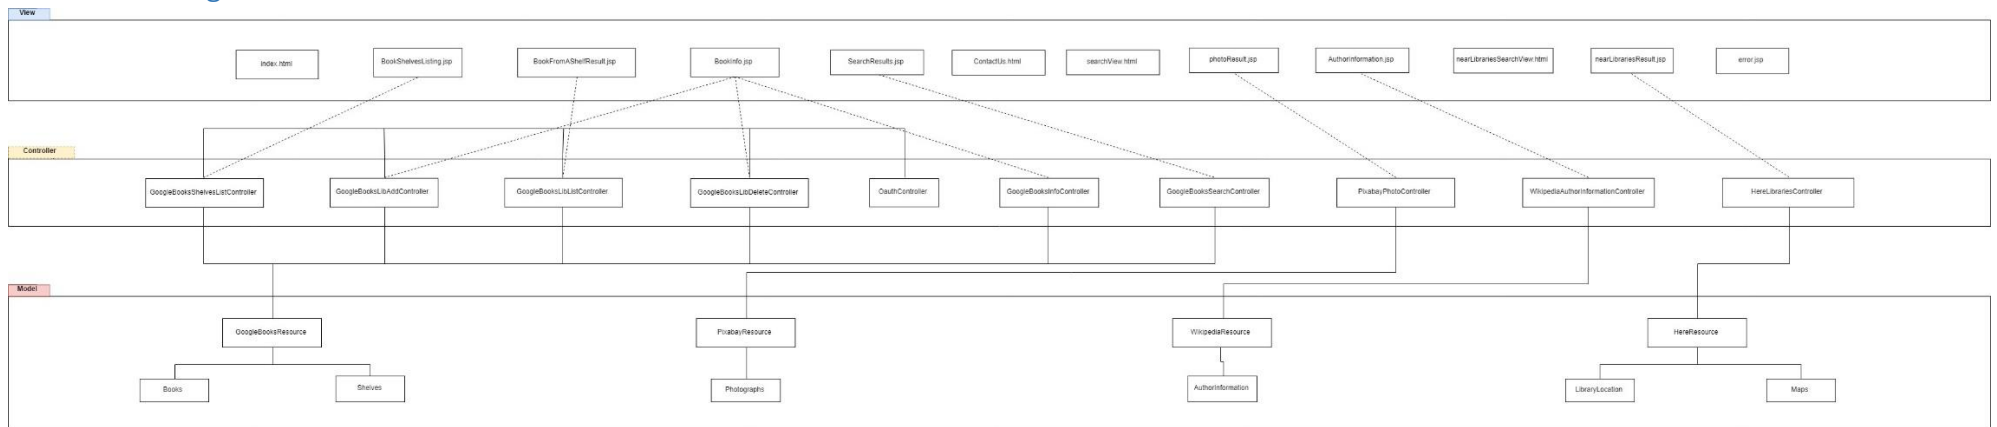 View
index.html
BookShelvesListing.jsp
BookFromAShelfResult.jsp
BookInfo.jsp
SearchResults.jsp
ContactUs.html
searchView.html
photoResult.jsp
AuthorInformation.jsp
nearLibrariesSearchView.html
nearLibrariesResult.jsp
error.jsp
Controller
GoogleBooksShelvesListController
GoogleBooksLibAddController
GoogleBooksLibListController
GoogleBooksLibDeleteController
OauthController
GoogleBooksInfoController
GoogleBooksSearchController
PixabayPhotoController
WikipediaAuthorInformationController
HereLibrariesController
Model
GoogleBooksResource
PixabayResource
WikipediaResource
HereResource
Books
Shelves
Photographs
AuthorInformation
LibraryLocation
Maps